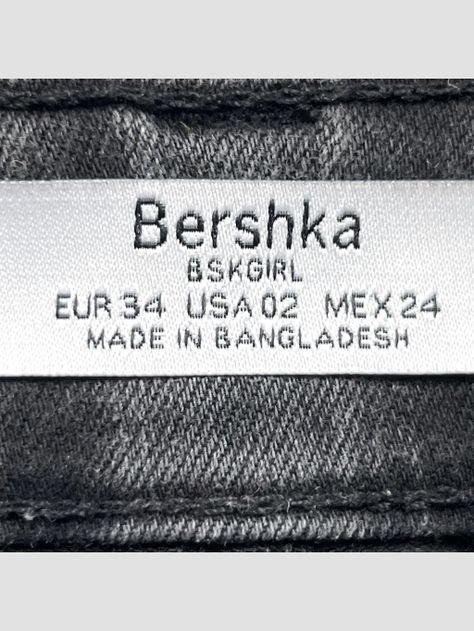 Bershka
BSKGIRL
EUR 34 USA 02 MEX 24
MADE IN BANGLADESH